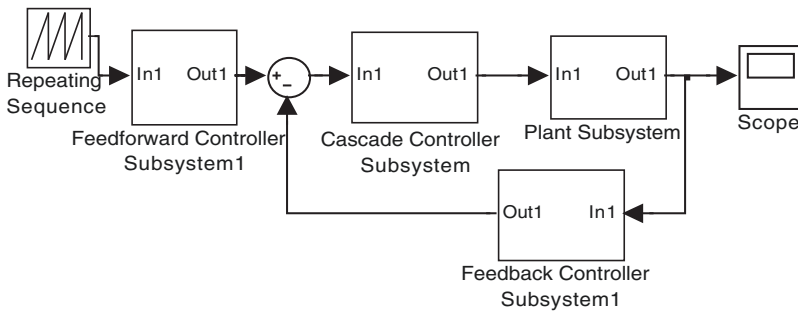 Repeating
Sequence
In1 Out1
Feedforward Controller
Subsystem1
+
−
In1 Out1
Cascade Controller
Subsystem
In1 Out1
Plant Subsystem
Scope
Out1 In1
Feedback Controller
Subsystem1